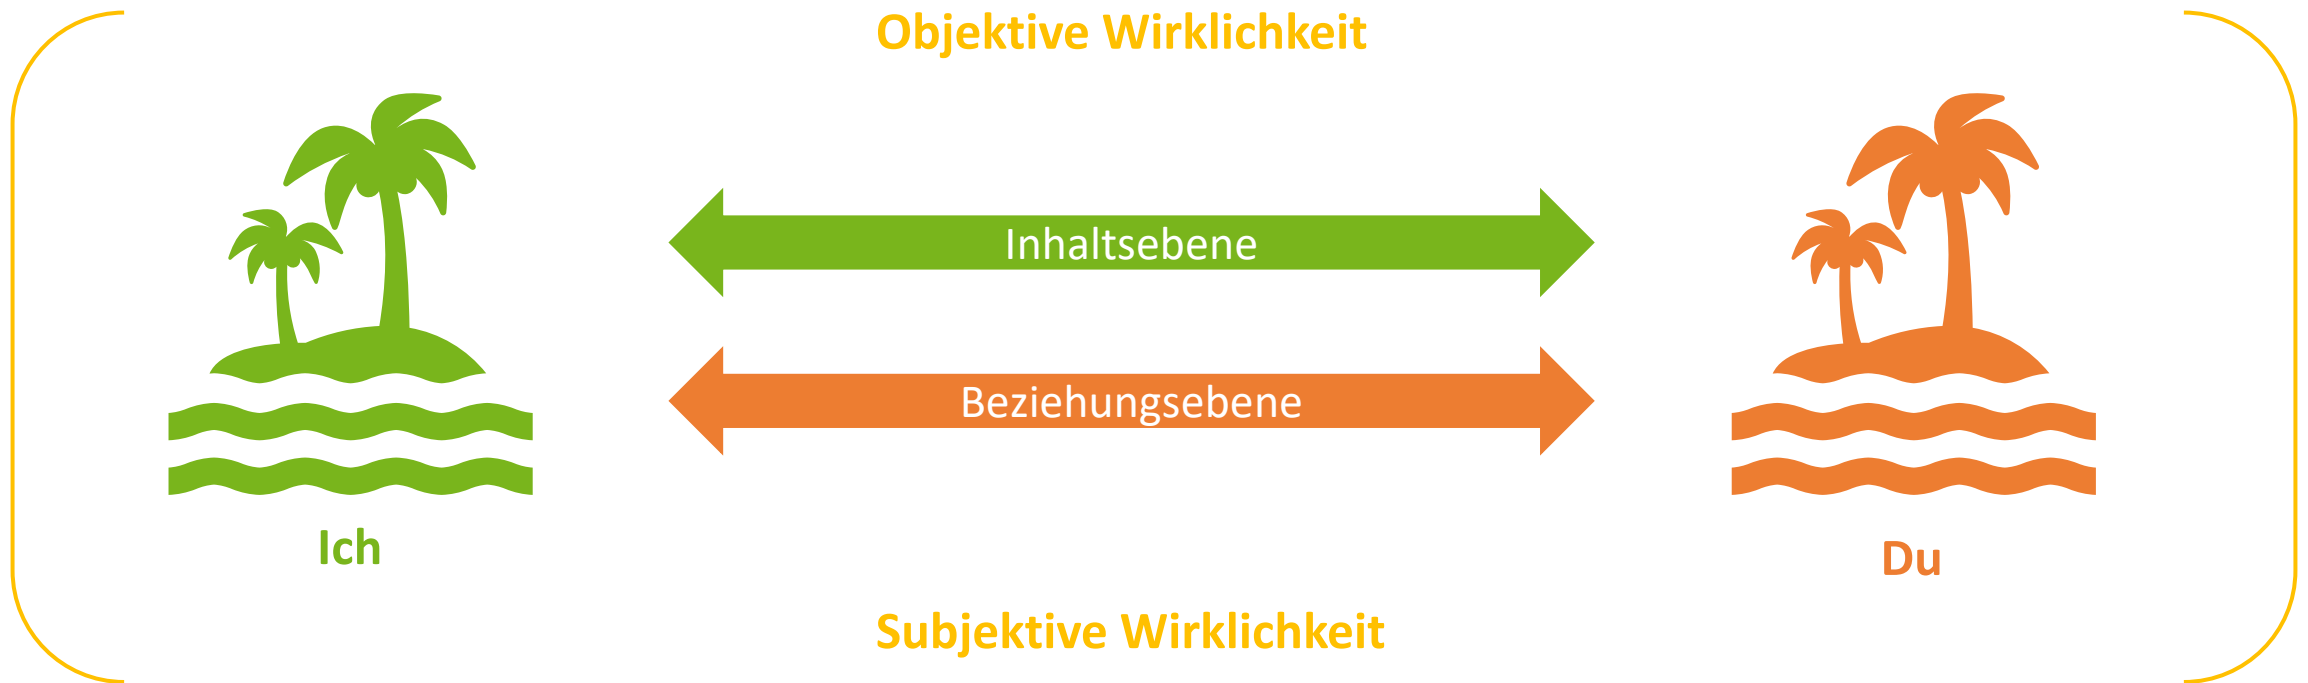 Objektive Wirklichkeit
Inhaltsebene
Beziehungsebene
Ich
Du
Subjektive Wirklichkeit